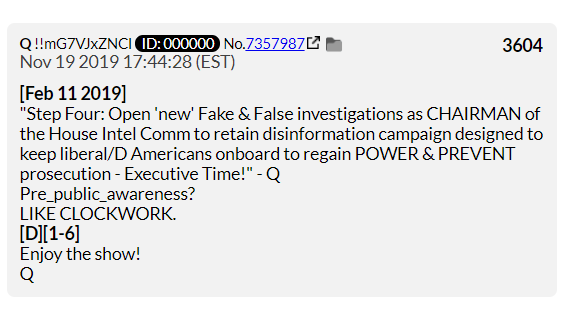 Q !!mG7VJxZNCI ID: 000000 No.7357987 3604
Nov 19 2019 17:44:28 (EST)
[Feb 11 2019]
"Step Four: Open 'new' Fake & False investigations as CHAIRMAN of
the House Intel Comm to retain disinformation campaign designed to
keep liberal/D Americans onboard to regain POWER & PREVENT
prosecution - Executive Time!" - Q
Pre_public_awareness?
LIKE CLOCKWORK.
[D][1-6]
Enjoy the show!
Q